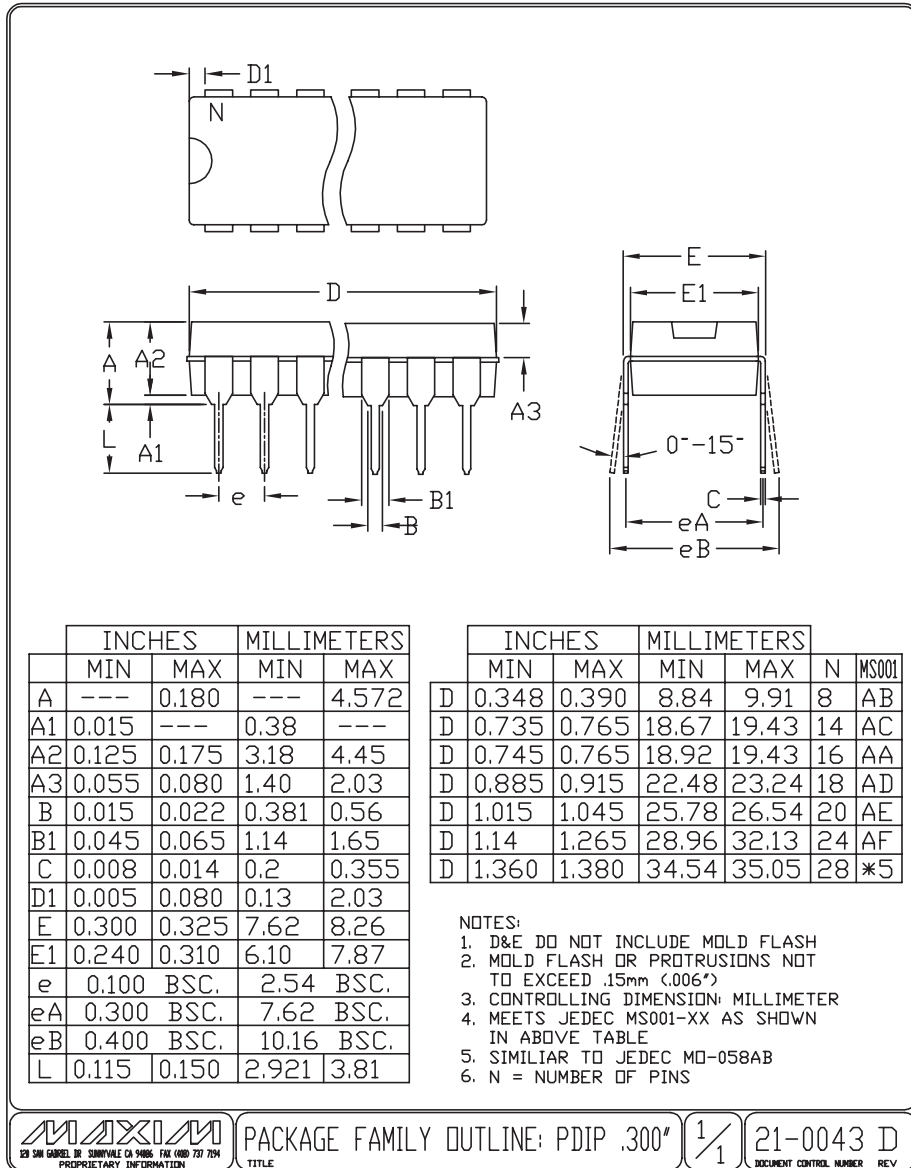 D1
N
D
E
E1
A
A2
A3
L
A1
0°-15°
e
B1
B
C
eA
eB
INCHES MILLIMETERS
MIN MAX MIN MAX
A --- 0.180 --- 4.572
A1 0.015 --- 0.38 ---
A2 0.125 0.175 3.18 4.45
A3 0.055 0.080 1.40 2.03
B 0.015 0.022 0.381 0.56
B1 0.045 0.065 1.14 1.65
C 0.008 0.014 0.2 0.355
D1 0.005 0.080 0.13 2.03
E 0.300 0.325 7.62 8.26
E1 0.240 0.310 6.10 7.87
e 0.100 BSC. 2.54 BSC.
eA 0.300 BSC. 7.62 BSC.
eB 0.400 BSC. 10.16 BSC.
L 0.115 0.150 2.921 3.81
INCHES MILLIMETERS
MIN MAX MIN MAX N MS001
D 0.348 0.390 8.84 9.91 8 AB
D 0.735 0.765 18.67 19.43 14 AC
D 0.745 0.765 18.92 19.43 16 AA
D 0.885 0.915 22.48 23.24 18 AD
D 1.015 1.045 25.78 26.54 20 AE
D 1.14 1.265 28.96 32.13 24 AF
D 1.360 1.380 34.54 35.05 28 *5
NOTES:
1. D&E DO NOT INCLUDE MOLD FLASH
2. MOLD FLASH OR PROTRUSIONS NOT
TO EXCEED .15mm (.006")
3. CONTROLLING DIMENSION: MILLIMETER
4. MEETS JEDEC MS001-XX AS SHOWN
IN ABOVE TABLE
5. SIMILIAR TO JEDEC MO-058AB
6. N = NUMBER OF PINS
MAXIM
120 SAN GABRIEL DR SUNNYVALE CA 94086 FAX (408) 737 7194
PROPRIETARY INFORMATION
PACKAGE FAMILY OUTLINE: PDIP .300"
TITLE
1/1
21-0043 D
DOCUMENT CONTROL NUMBER REV